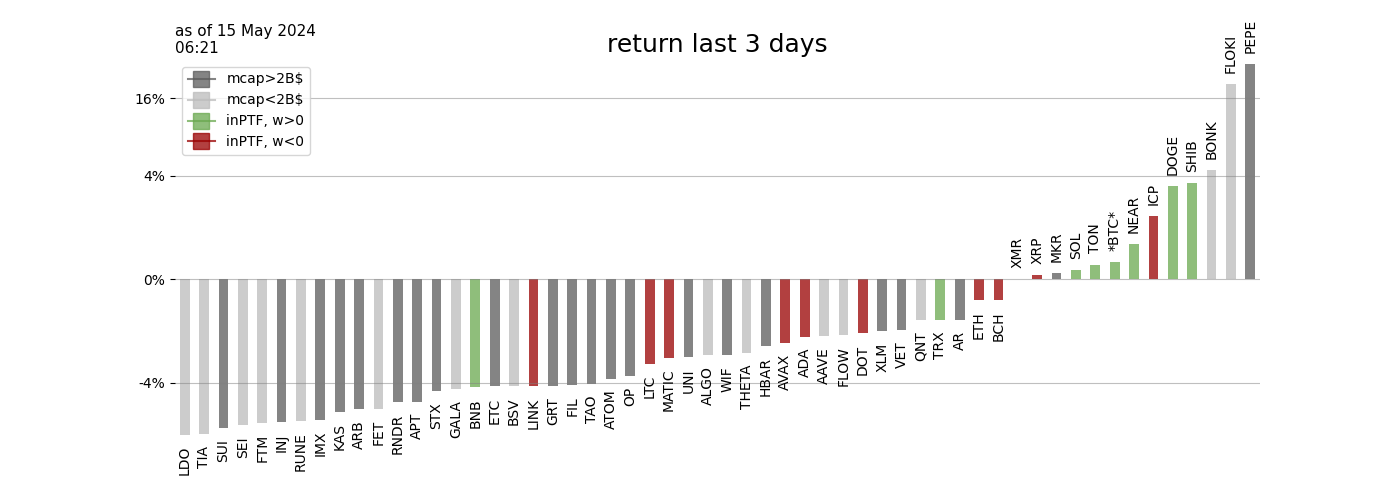 as of 15 May 2024
06:21
return last 3 days
mcap>2B$
mcap<2B$
inPTF, w>0
inPTF, w<0
16%
4%
0%
-4%
LDO
TIA
SUI
SEI
FTM
INJ
RUNE
IMX
KAS
ARB
FET
RNDR
APT
STX
GALA
BNB
ETC
BSV
LINK
GRT
FIL
TAO
ATOM
OP
LTC
MATIC
UNI
ALGO
WIF
THETA
HBAR
AVAX
ADA
AAVE
FLOW
DOT
XLM
VET
QNT
TRX
AR
ETH
BCH
XMR
XRP
MKR
SOL
TON
*BTC*
NEAR
ICP
DOGE
SHIB
BONK
FLOKI
PEPE